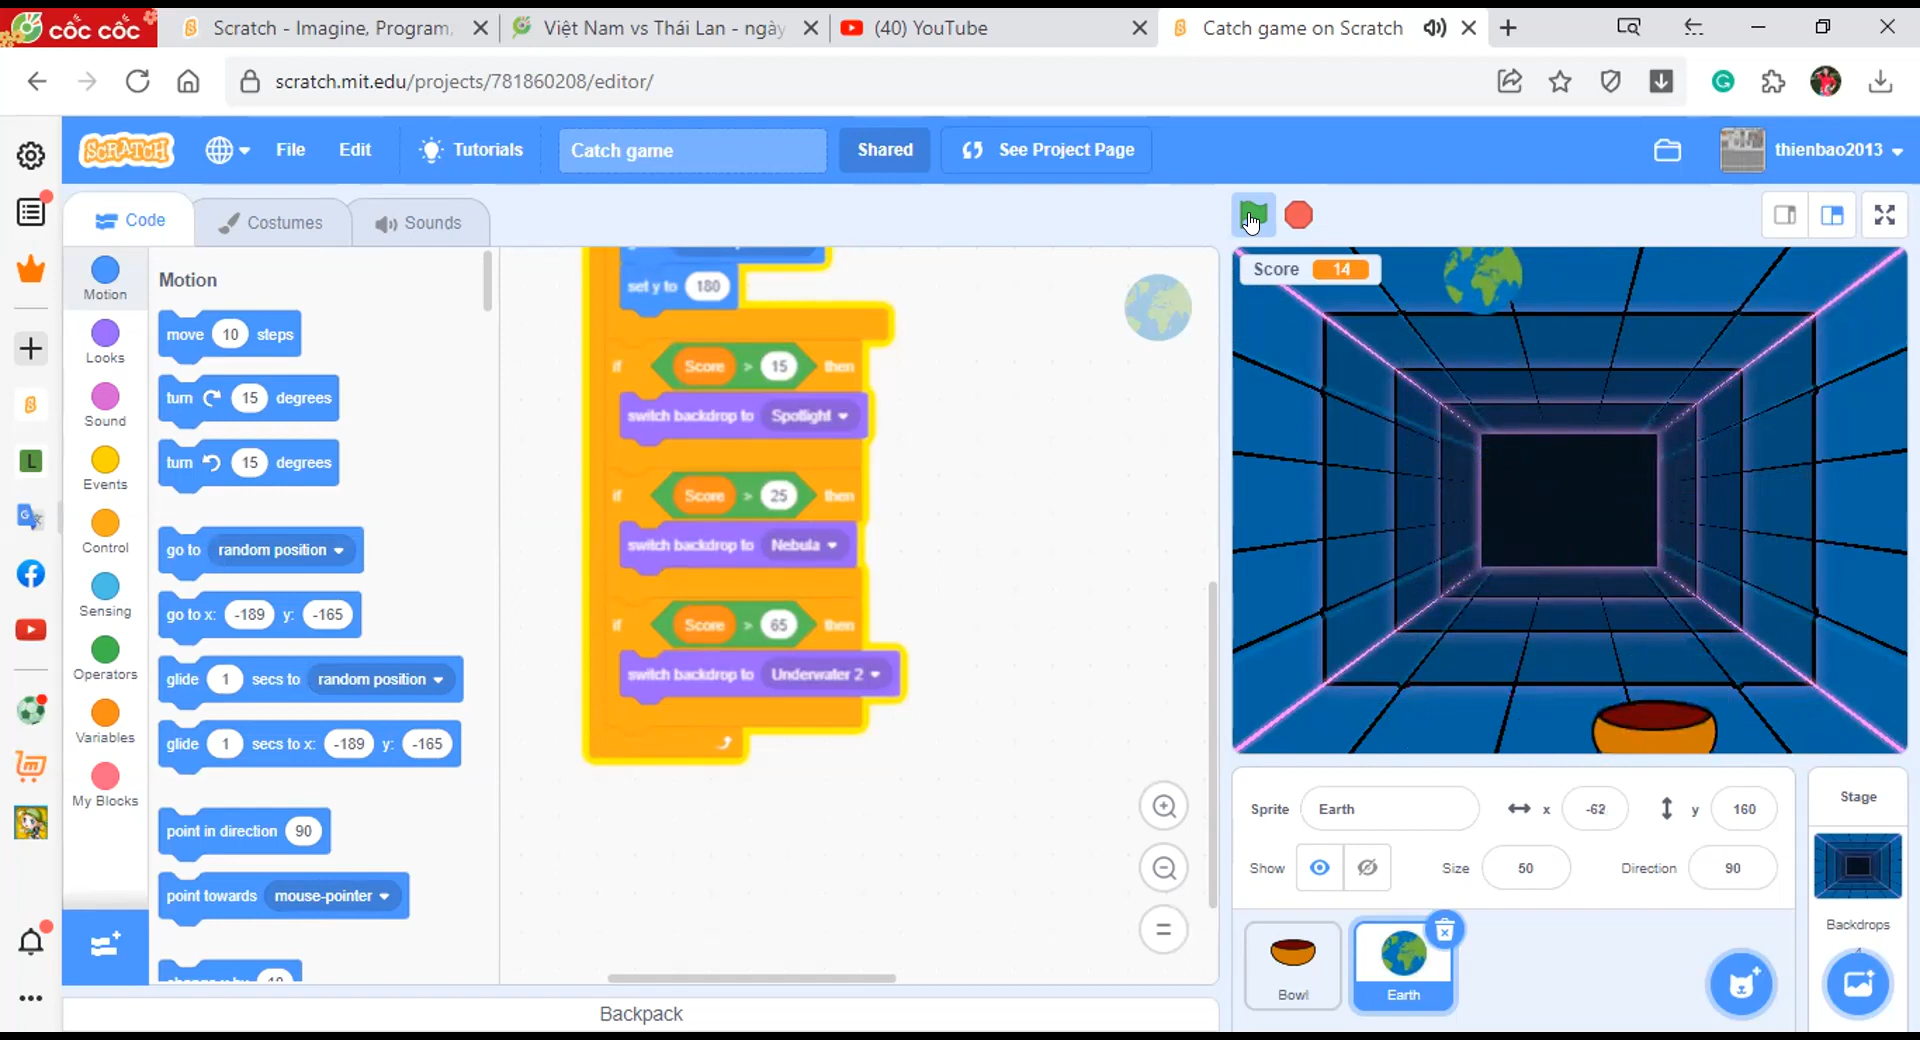 cốc cốc
Scratch - Imagine, Program,
Việt Nam vs Thái Lan - ngày
(40) YouTube
Catch game on Scratch
scratch.mit.edu/projects/781860208/editor/
SCRATCH
File
Edit
Tutorials
Catch game
Shared
See Project Page
thienbao2013
Code
Costumes
Sounds
Motion
Looks
Sound
Events
Control
Sensing
Operators
Variables
My Blocks
Motion
move 10 steps
turn 15 degrees
turn 15 degrees
go to random position
go to x: -189 y: -165
glide 1 secs to random position
glide 1 secs to x: -189 y: -165
point in direction 90
point towards mouse-pointer
set y to 180
if Score > 15 then
switch backdrop to Spotlight
if Score > 25 then
switch backdrop to Nebula
if Score > 65 then
switch backdrop to Underwater 2
Score 14
Sprite Earth x -62 y 160
Show Size 50 Direction 90
Bowl
Earth
Stage
Backdrops
Backpack